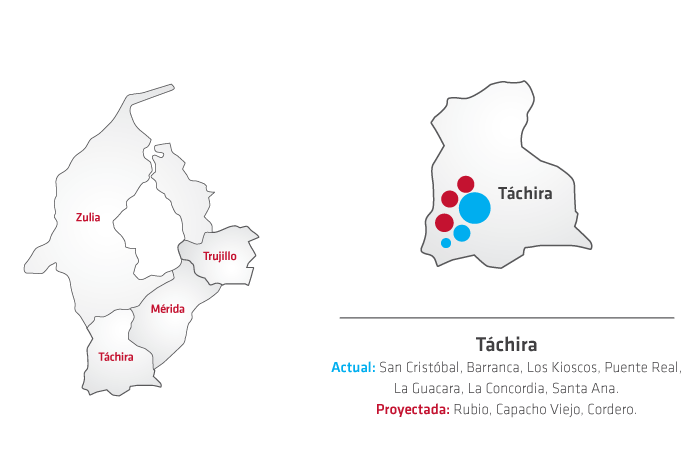 Zulia
Trujillo
Mérida
Táchira
Táchira
Táchira
Actual: San Cristóbal, Barranca, Los Kioscos, Puente Real,
La Guacara, La Concordia, Santa Ana.
Proyectada: Rubio, Capacho Viejo, Cordero.